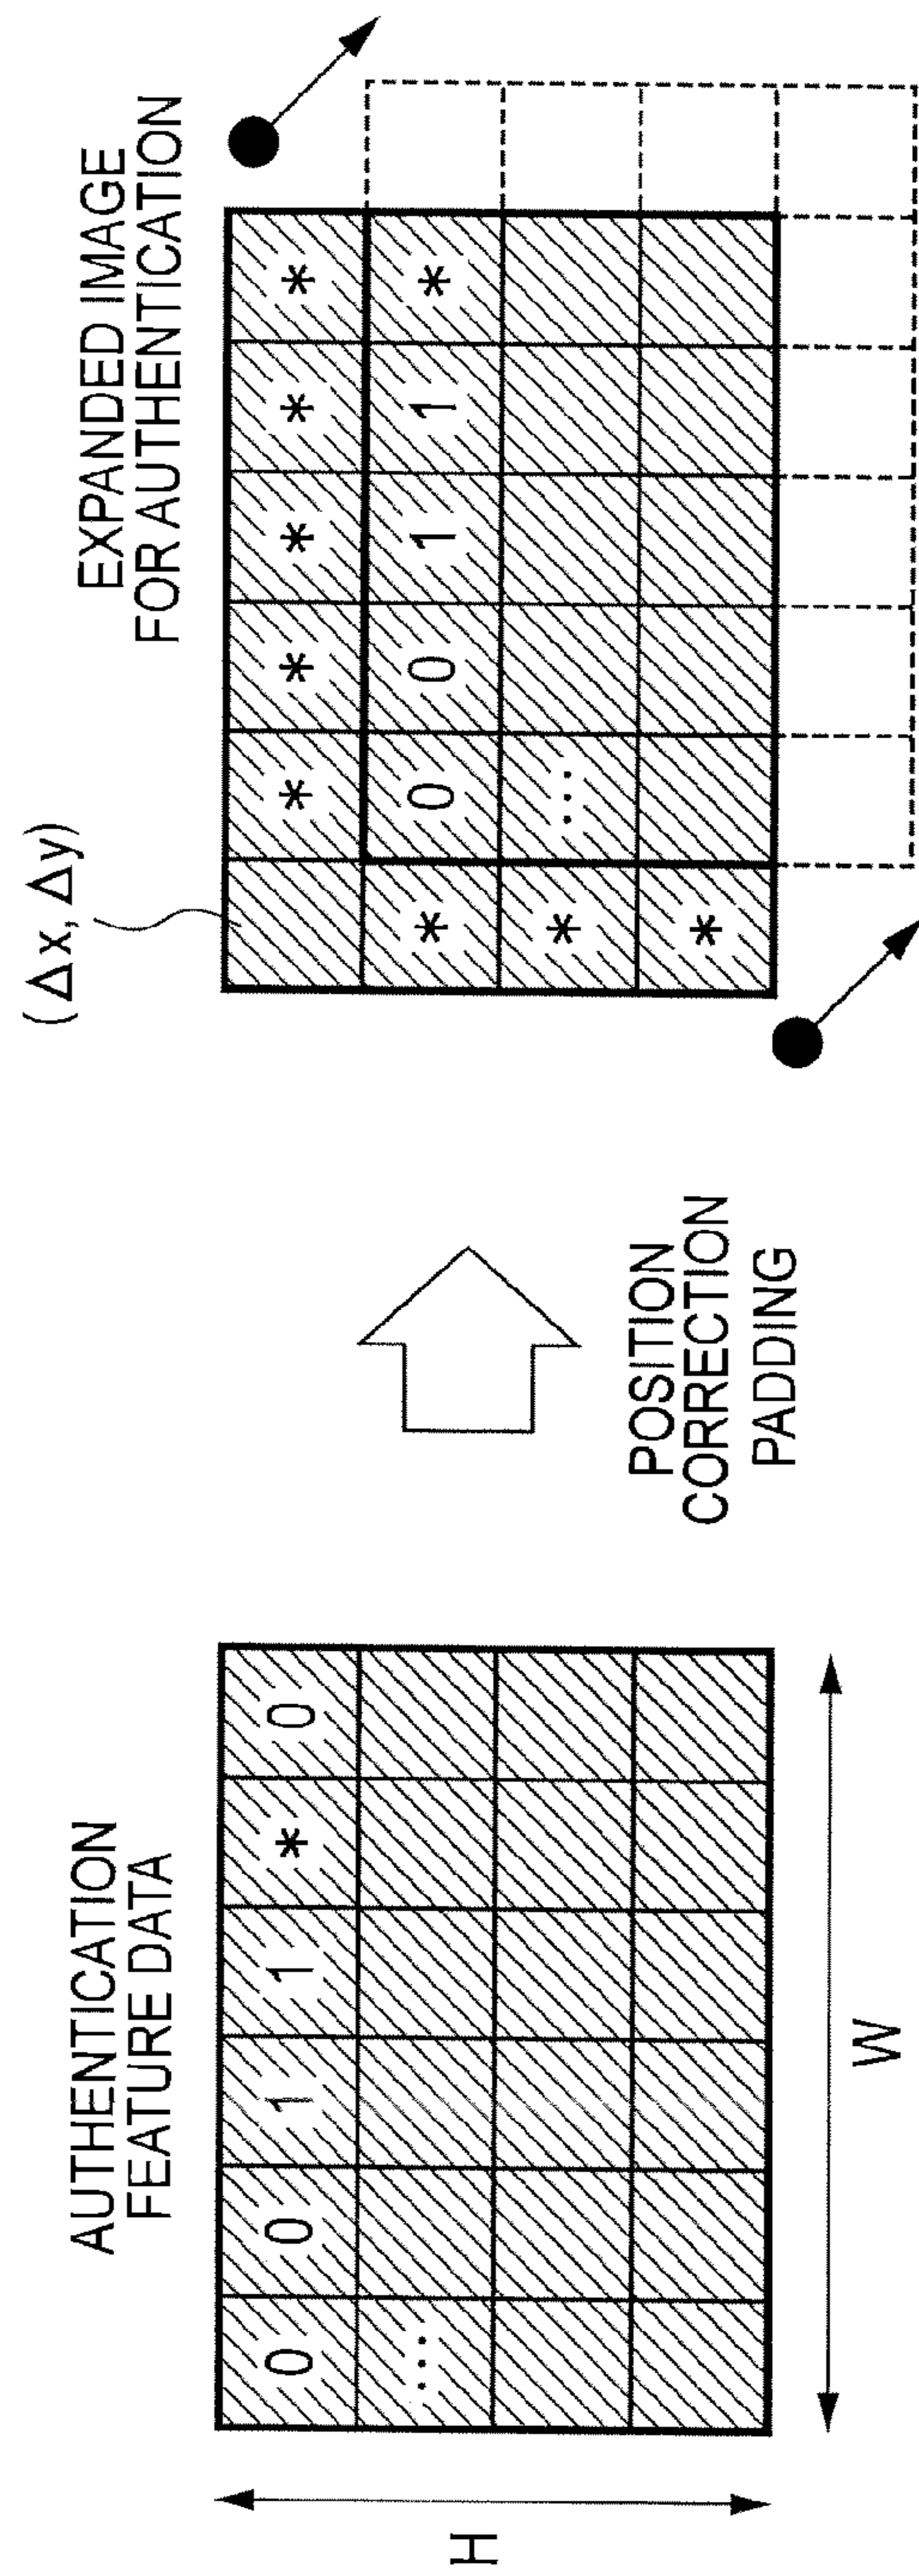 AUTHENTICATION
FEATURE DATA
0 0 1 1 * 0
...
H
W
POSITION
CORRECTION
PADDING
EXPANDED IMAGE
FOR AUTHENTICATION
(Δx, Δy)
* * * * *
* 0 0 1 1 *
* ...
*